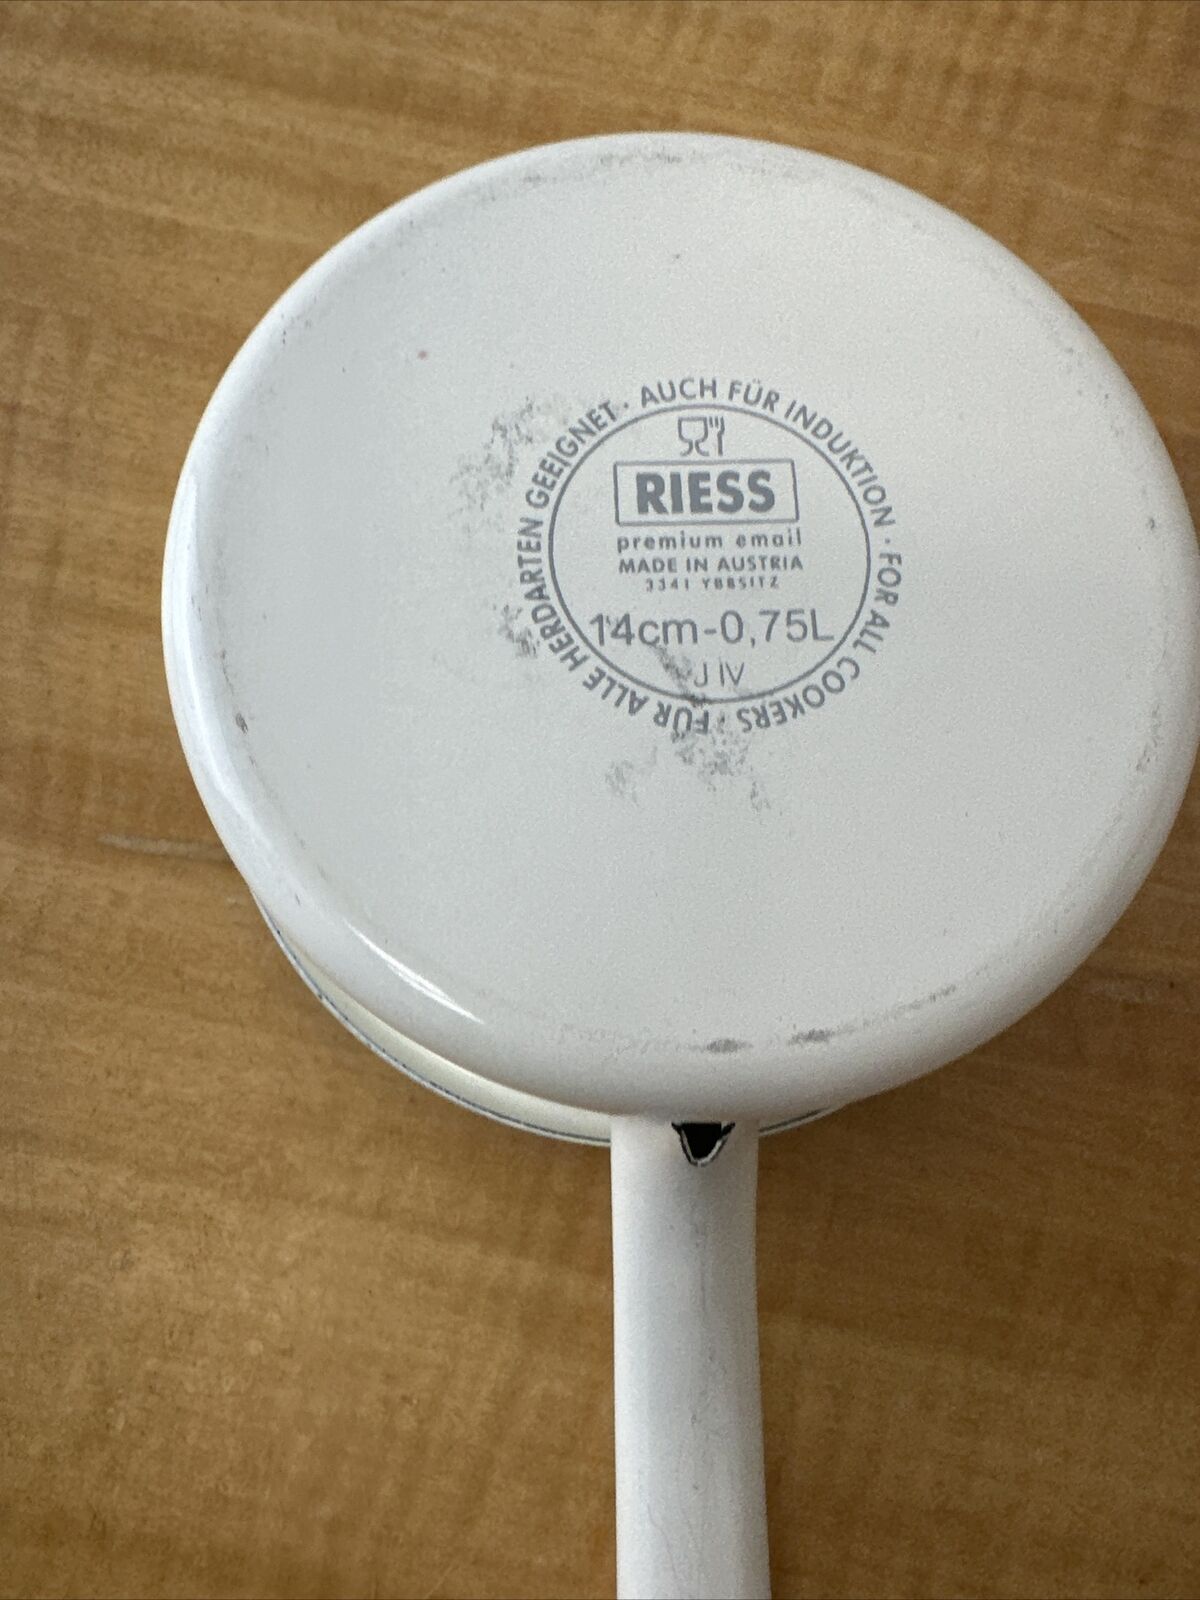 AUCH FÜR INDUKTION · FOR ALL COOKERS · FÜR ALLE HERDARTEN GEEIGNET ·
RIESS
premium email
MADE IN AUSTRIA
3341 YBBSITZ
14cm-0,75L
J IV